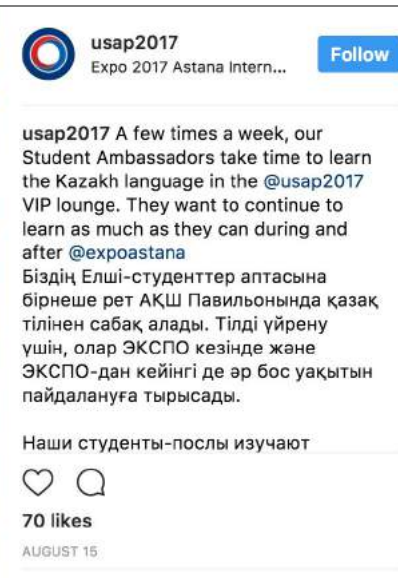 usap2017
Expo 2017 Astana Intern...
Follow
usap2017 A few times a week, our
Student Ambassadors take time to learn
the Kazakh language in the @usap2017
VIP lounge. They want to continue to
learn as much as they can during and
after @expoastana
Біздің Елші-студенттер аптасына
бірнеше рет АҚШ Павильонында қазақ
тілінен сабақ алады. Тілді үйрену
үшін, олар ЭКСПО кезінде және
ЭКСПО-дан кейінгі де әр бос уақытын
пайдалануға тырысады.
Наши студенты-послы изучают
70 likes
AUGUST 15